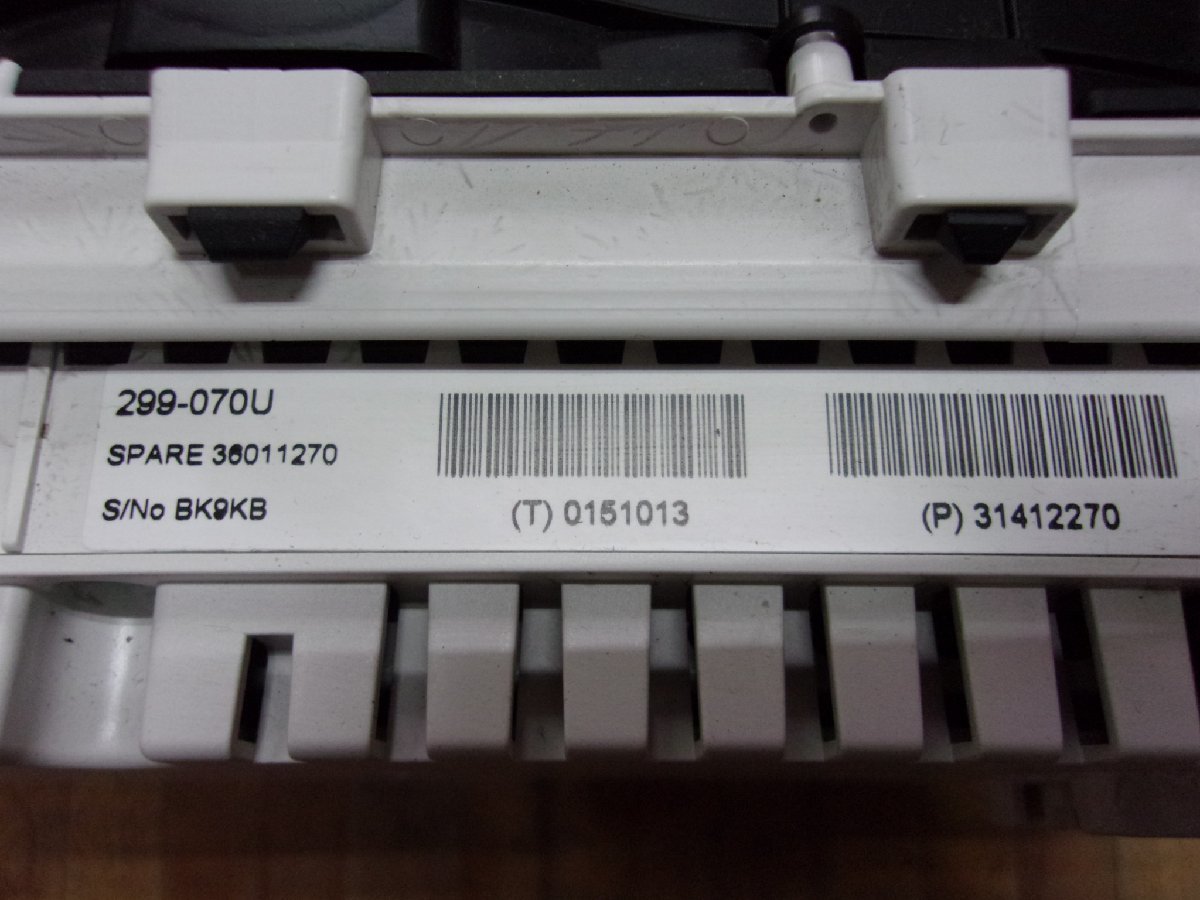 299-070U
SPARE 36011270
S/No BK9KB
(T) 0151013
(P) 31412270